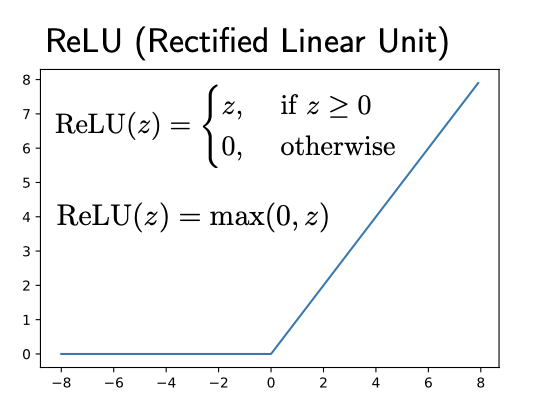 ReLU (Rectified Linear Unit)
8
7
ReLU(z) = { z, if z ≥ 0
0, otherwise
6
5
4
ReLU(z) = max(0, z)
3
2
1
0
−8 −6 −4 −2 0 2 4 6 8